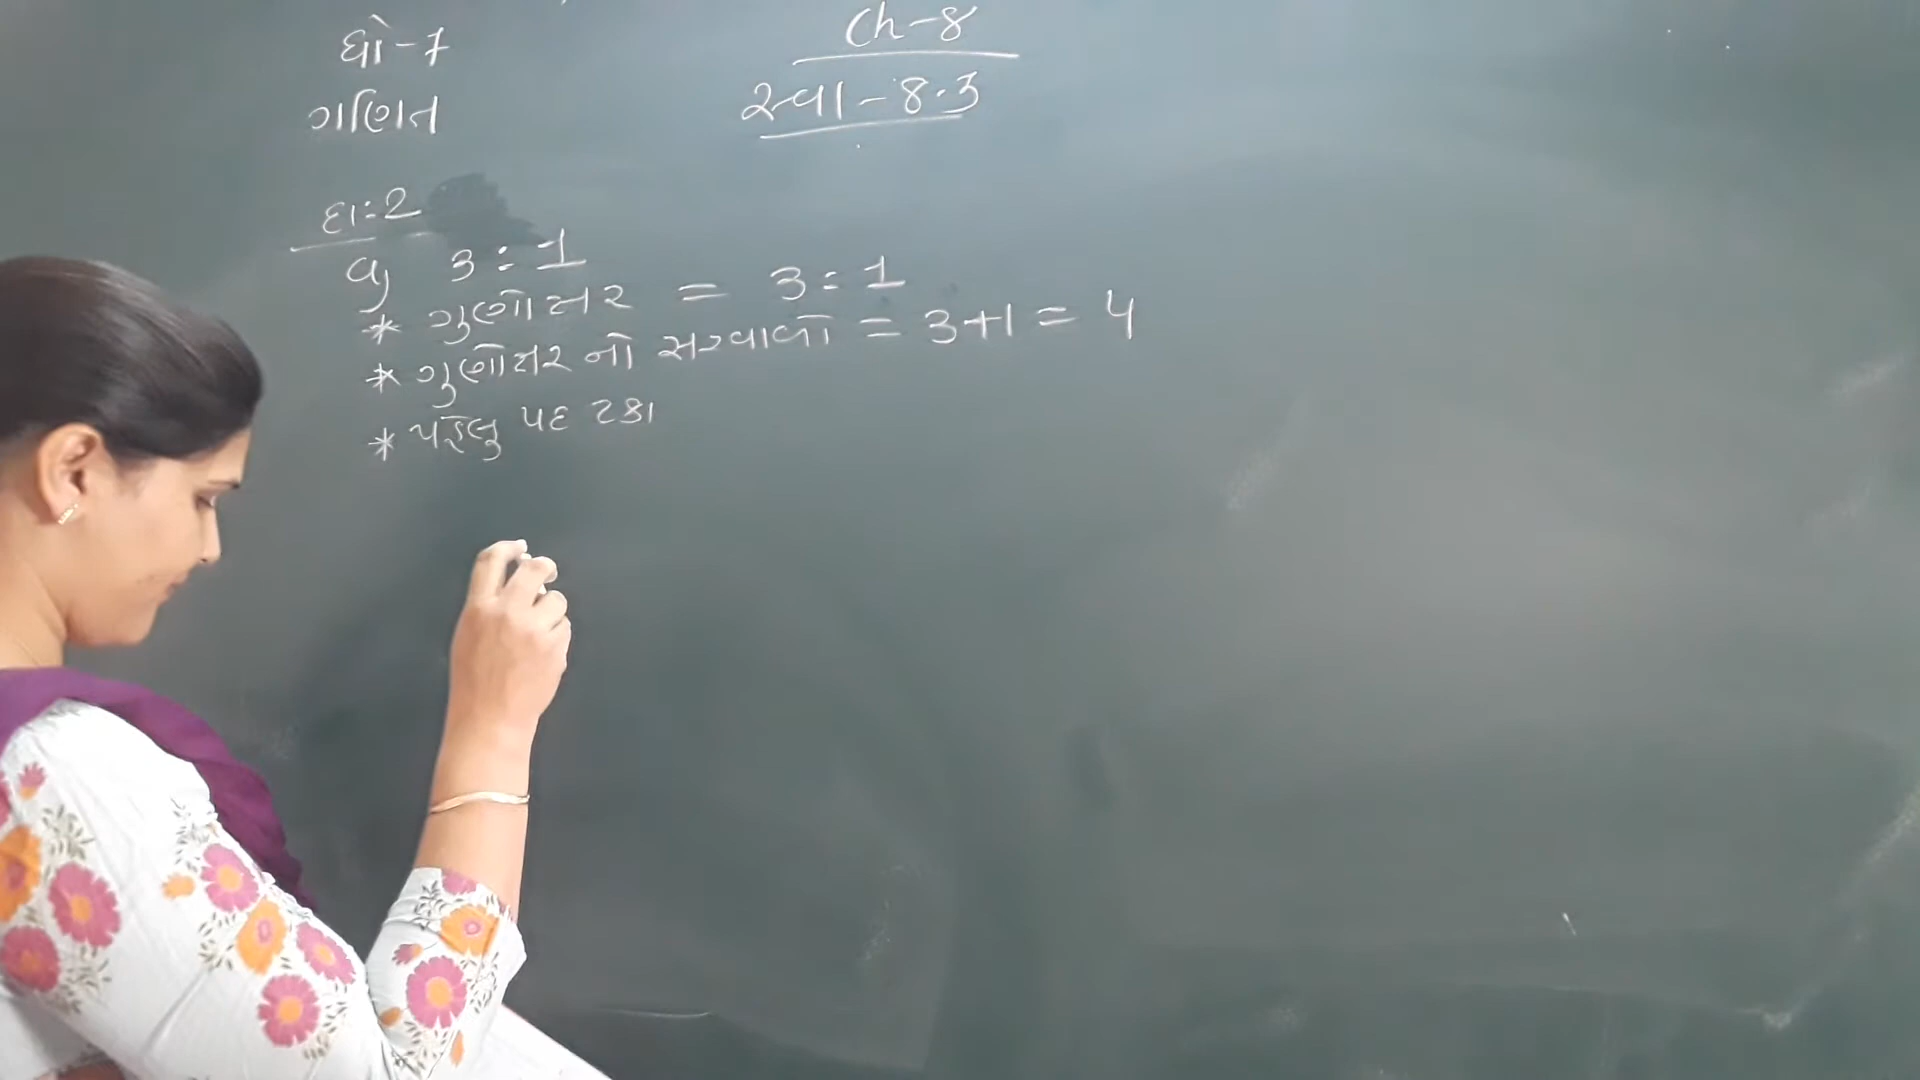 ધો-7
ગણિત
Ch-8
સ્વા-8.3
દા:2
a) 3:1
* ગુણોત્તર = 3:1
* ગુણોત્તર નો સરવાળો = 3+1 = 4
* પહેલુ પદ ટકા